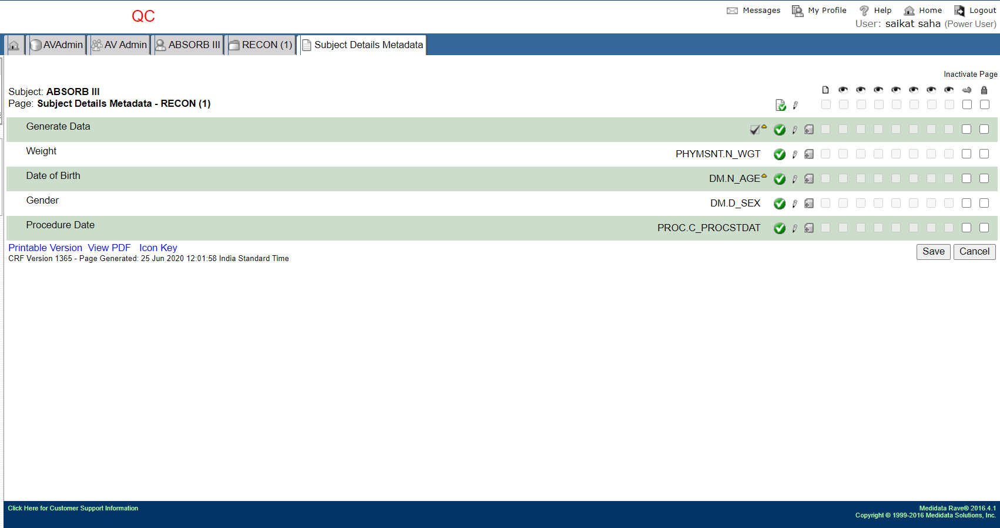 QC
Messages My Profile Help Home Logout
User: saikat saha (Power User)
AVAdmin AV Admin ABSORB III RECON (1) Subject Details Metadata
Inactivate Page
Subject: ABSORB III
Page: Subject Details Metadata - RECON (1)
Generate Data
Weight PHYMSNT.N_WGT
Date of Birth DM.N_AGE
Gender DM.D_SEX
Procedure Date PROC.C_PROCSTDAT
Printable Version View PDF Icon Key
Save Cancel
CRF Version 1365 - Page Generated: 25 Jun 2020 12:01:58 India Standard Time
Click Here for Customer Support Information
Medidata Rave® 2016.4.1
Copyright © 1999-2016 Medidata Solutions, Inc.